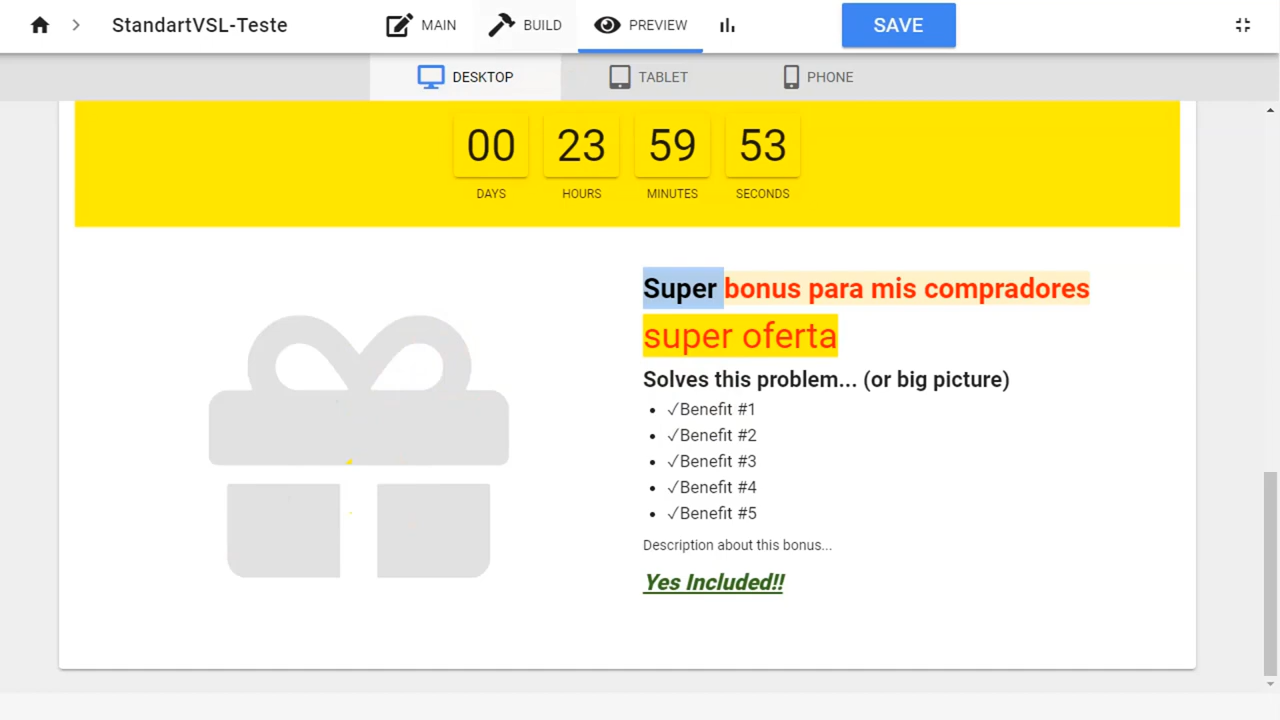 StandartVSL-Teste MAIN BUILD PREVIEW SAVE
DESKTOP TABLET PHONE
00 23 59 53
DAYS HOURS MINUTES SECONDS
Super bonus para mis compradores
super oferta
Solves this problem... (or big picture)
• √Benefit #1
• √Benefit #2
• √Benefit #3
• √Benefit #4
• √Benefit #5
Description about this bonus...
Yes Included!!